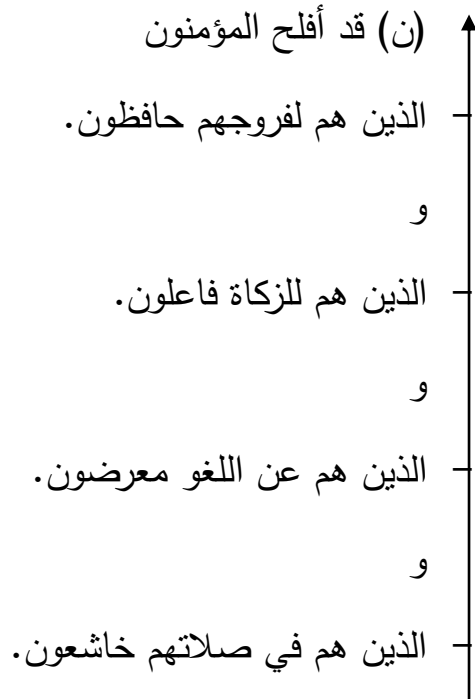 (ن) قد أفلح المؤمنون
- الذين هم لفروجهم حافظون.
و
- الذين هم للزكاة فاعلون.
و
- الذين هم عن اللغو معرضون.
و
- الذين هم في صلاتهم خاشعون.